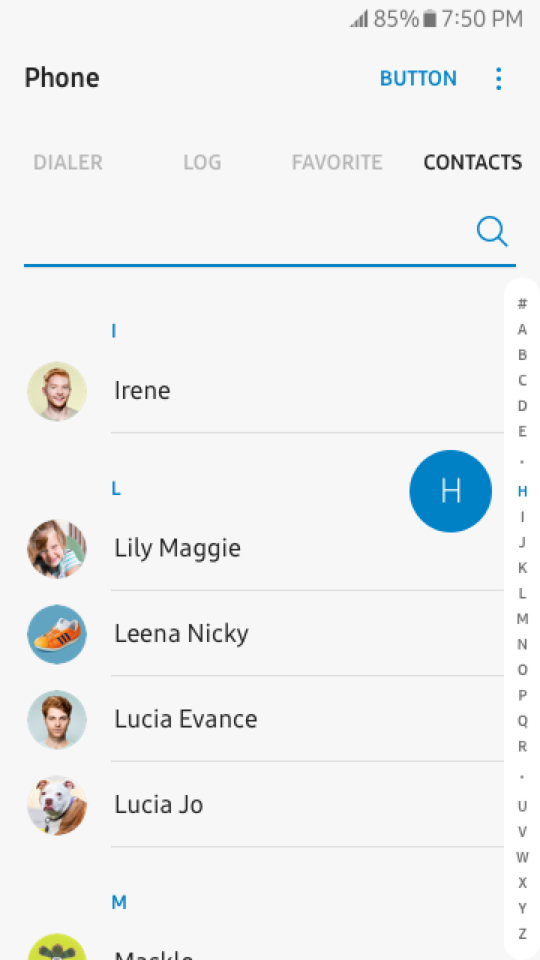 85% 7:50 PM
Phone BUTTON
DIALER LOG FAVORITE CONTACTS
I
Irene
L
H
Lily Maggie
Leena Nicky
Lucia Evance
Lucia Jo
M
#
A
B
C
D
E
.
H
I
J
K
L
M
N
O
P
Q
R
.
U
V
W
X
Y
Z